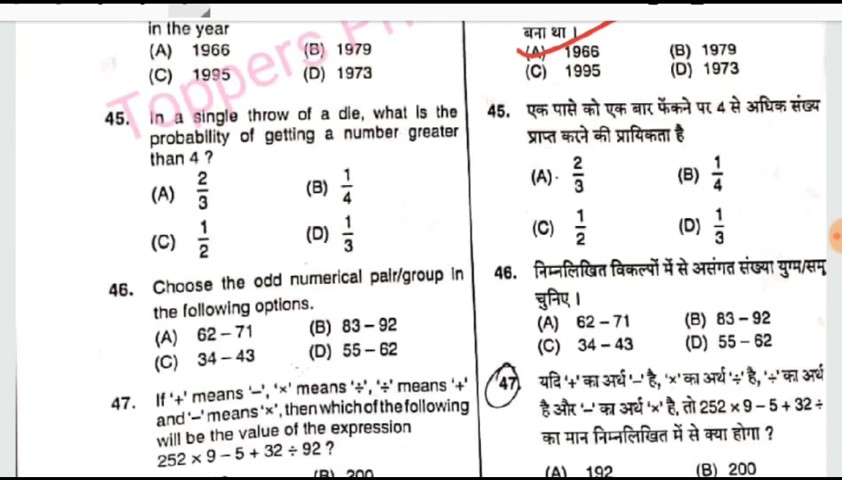 in the year
(A) 1966 (B) 1979
(C) 1995 (D) 1973
45. In a single throw of a die, what is the
probability of getting a number greater
than 4 ?
(A) 2/3 (B) 1/4
(C) 1/2 (D) 1/3
46. Choose the odd numerical pair/group in
the following options.
(A) 62 – 71 (B) 83 – 92
(C) 34 – 43 (D) 55 – 62
47. If '+' means '–', '×' means '÷', '÷' means '+'
and '–' means '×', then which of the following
will be the value of the expression
252 × 9 – 5 + 32 ÷ 92 ?
(B) 200
बना था ।
(A) 1966 (B) 1979
(C) 1995 (D) 1973
45. एक पासे को एक बार फेंकने पर 4 से अधिक संख्य
प्राप्त करने की प्रायिकता है
(A) 2/3 (B) 1/4
(C) 1/2 (D) 1/3
46. निम्नलिखित विकल्पों में से असंगत संख्या युग्म/समू
चुनिए ।
(A) 62 – 71 (B) 83 – 92
(C) 34 – 43 (D) 55 – 62
47 यदि '+' का अर्थ '–' है, '×' का अर्थ '÷' है, '÷' का अर्थ
है और '–' का अर्थ '×' है, तो 252 × 9 – 5 + 32 ÷
का मान निम्नलिखित में से क्या होगा ?
(A) 192 (B) 200
Toppers